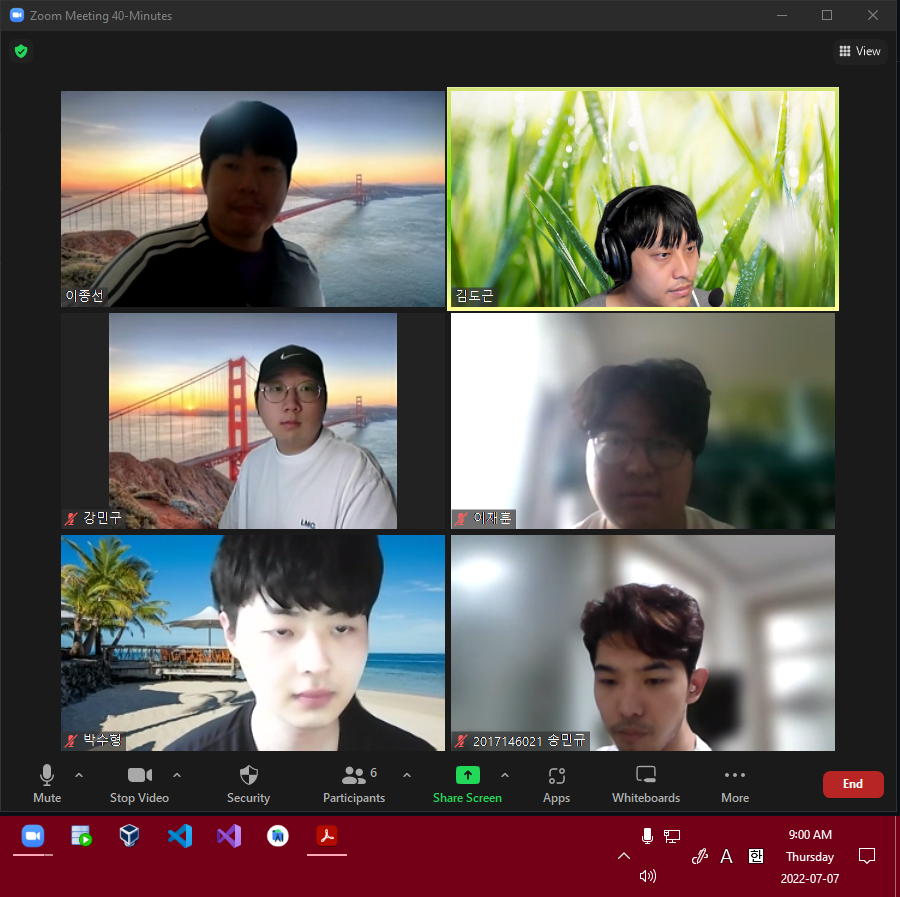 Zoom Meeting 40-Minutes
View
이종선
김도근
강민구
LMC
이재훈
박수형
2017146021 송민규
6
Mute
Stop Video
Security
Participants
Share Screen
Apps
Whiteboards
More
End
9:00 AM
A
한
Thursday
2022-07-07